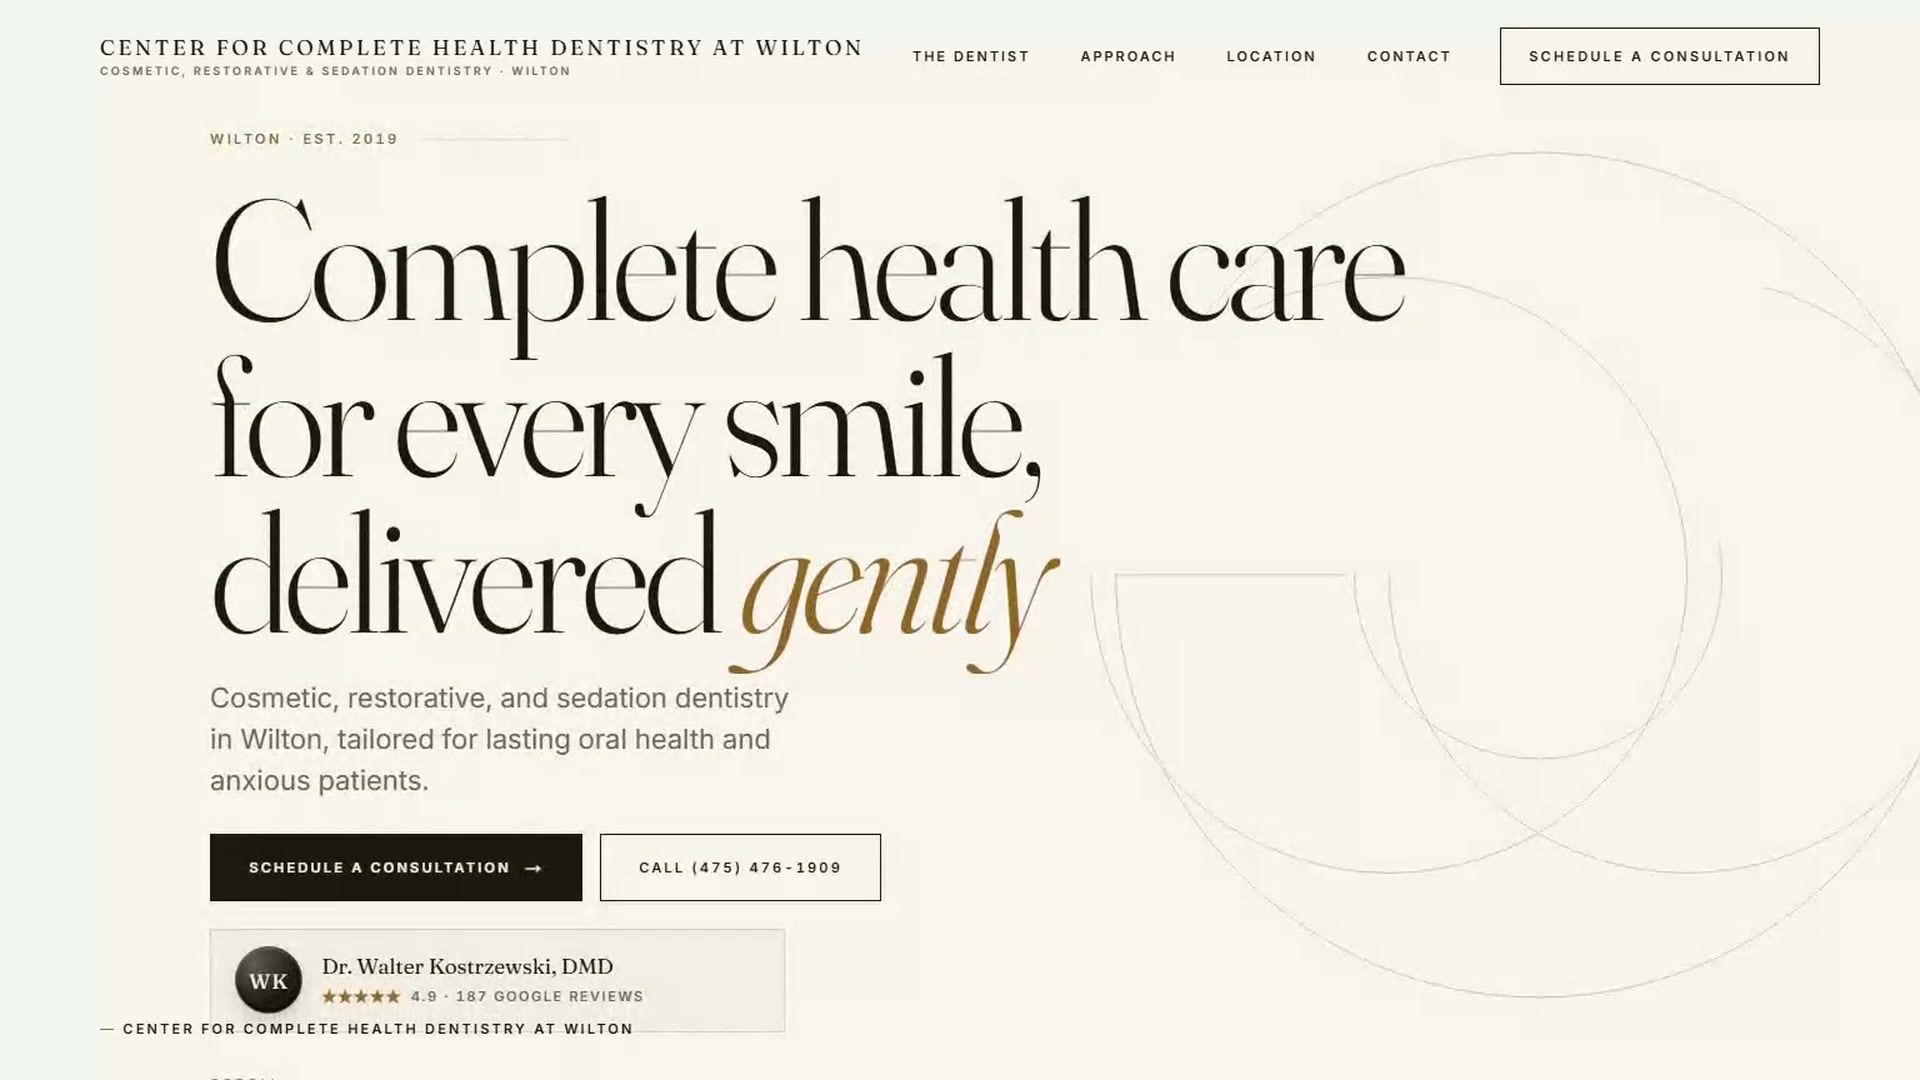 CENTER FOR COMPLETE HEALTH DENTISTRY AT WILTON
COSMETIC, RESTORATIVE & SEDATION DENTISTRY · WILTON
THE DENTIST
APPROACH
LOCATION
CONTACT
SCHEDULE A CONSULTATION
WILTON · EST. 2019
Complete health care
for every smile,
delivered gently
Cosmetic, restorative, and sedation dentistry
in Wilton, tailored for lasting oral health and
anxious patients.
SCHEDULE A CONSULTATION →
CALL (475) 476-1909
WK
Dr. Walter Kostrzewski, DMD
★★★★★ 4.9 · 187 GOOGLE REVIEWS
— CENTER FOR COMPLETE HEALTH DENTISTRY AT WILTON